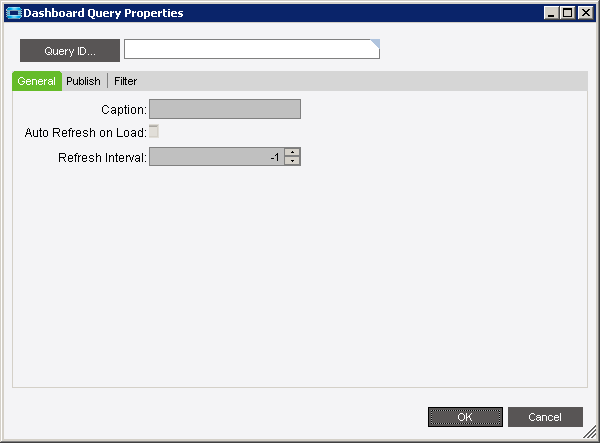 Dashboard Query Properties
Query ID...
General Publish Filter
Caption:
Auto Refresh on Load:
Refresh Interval: -1
OK Cancel